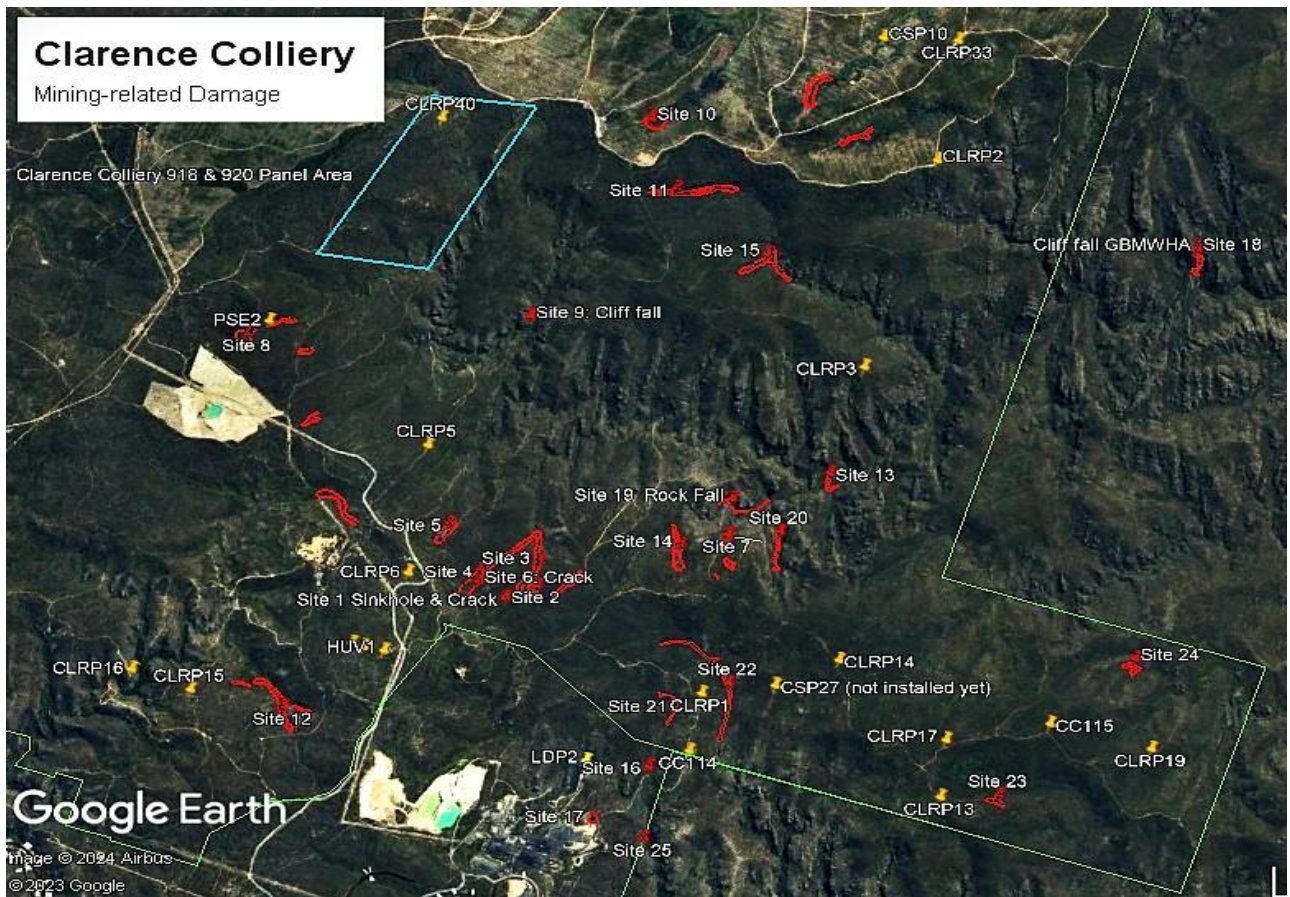 Clarence Colliery
Mining-related Damage
CSP10
CLRP33
CLRP40
Site 10
CLRP2
Clarence Colliery 918 & 920 Panel Area
Site 11
Site 15
Cliff fall GBMWHA
Site 18
PSE2
Site 9: Cliff fall
Site 8
CLRP3
CLRP5
Site 13
Site 19 Rock Fall
Site 20
Site 5
Site 14
Site 7
Site 3
CLRP6
Site 4
Site 6: Crack
Site 1 Sinkhole & Crack
Site 2
HUV1
CLRP16
CLRP15
CLRP14
Site 24
Site 22
CSP27 (not installed yet)
Site 21
CLRP1
Site 12
CC115
CLRP17
CLRP19
LDP2
Site 16
CC114
Site 23
CLRP13
Google Earth
Site 17
Site 25
Image © 2024 Airbus
© 2023 Google